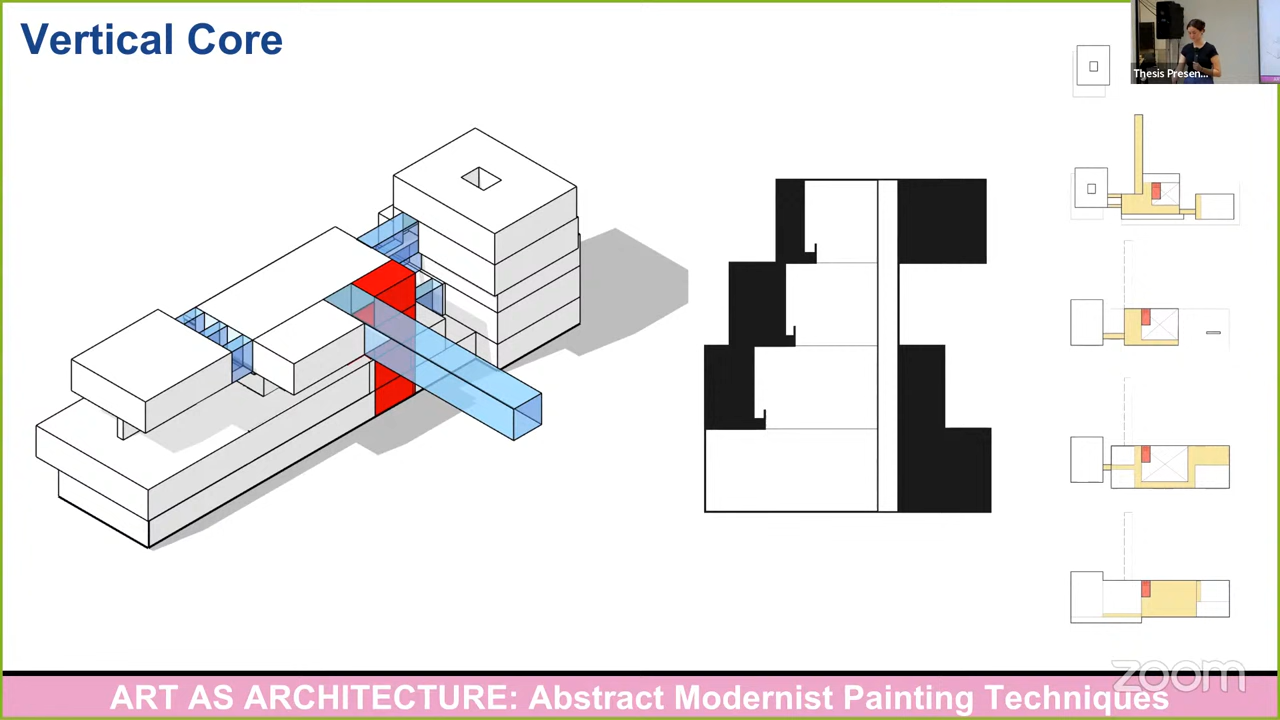 Vertical Core
Thesis Presen...
zoom
ART AS ARCHITECTURE: Abstract Modernist Painting Techniques